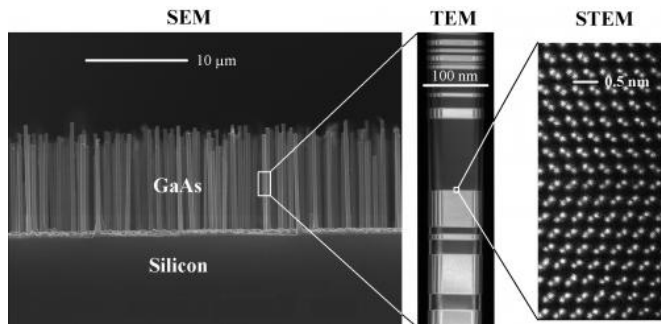 SEM
TEM
STEM
10 μm
100 nm
0.5 nm
GaAs
Silicon